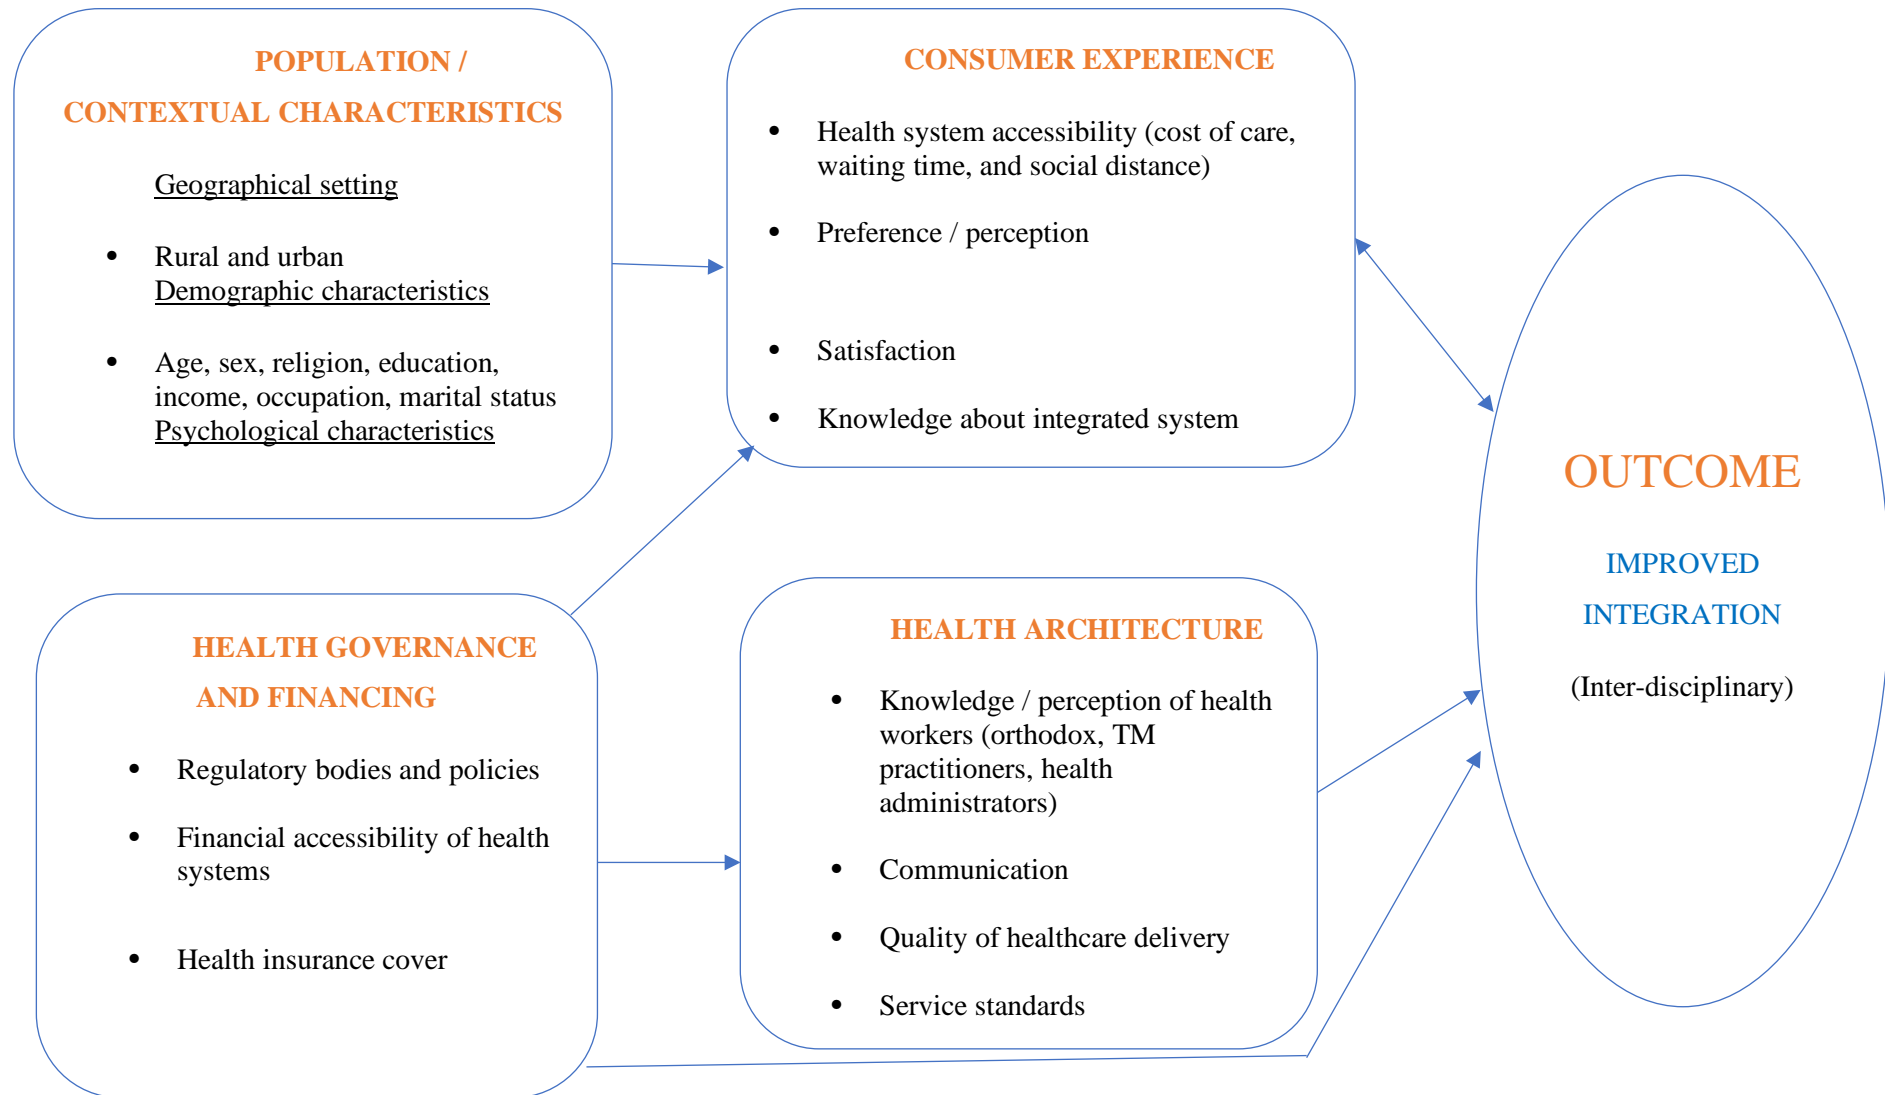 POPULATION /
CONTEXTUAL CHARACTERISTICS
Geographical setting
• Rural and urban
Demographic characteristics
• Age, sex, religion, education,
income, occupation, marital status
Psychological characteristics
CONSUMER EXPERIENCE
• Health system accessibility (cost of care,
waiting time, and social distance)
• Preference / perception
• Satisfaction
• Knowledge about integrated system
HEALTH GOVERNANCE
AND FINANCING
• Regulatory bodies and policies
• Financial accessibility of health
systems
• Health insurance cover
HEALTH ARCHITECTURE
• Knowledge / perception of health
workers (orthodox, TM
practitioners, health
administrators)
• Communication
• Quality of healthcare delivery
• Service standards
OUTCOME
IMPROVED
INTEGRATION
(Inter-disciplinary)